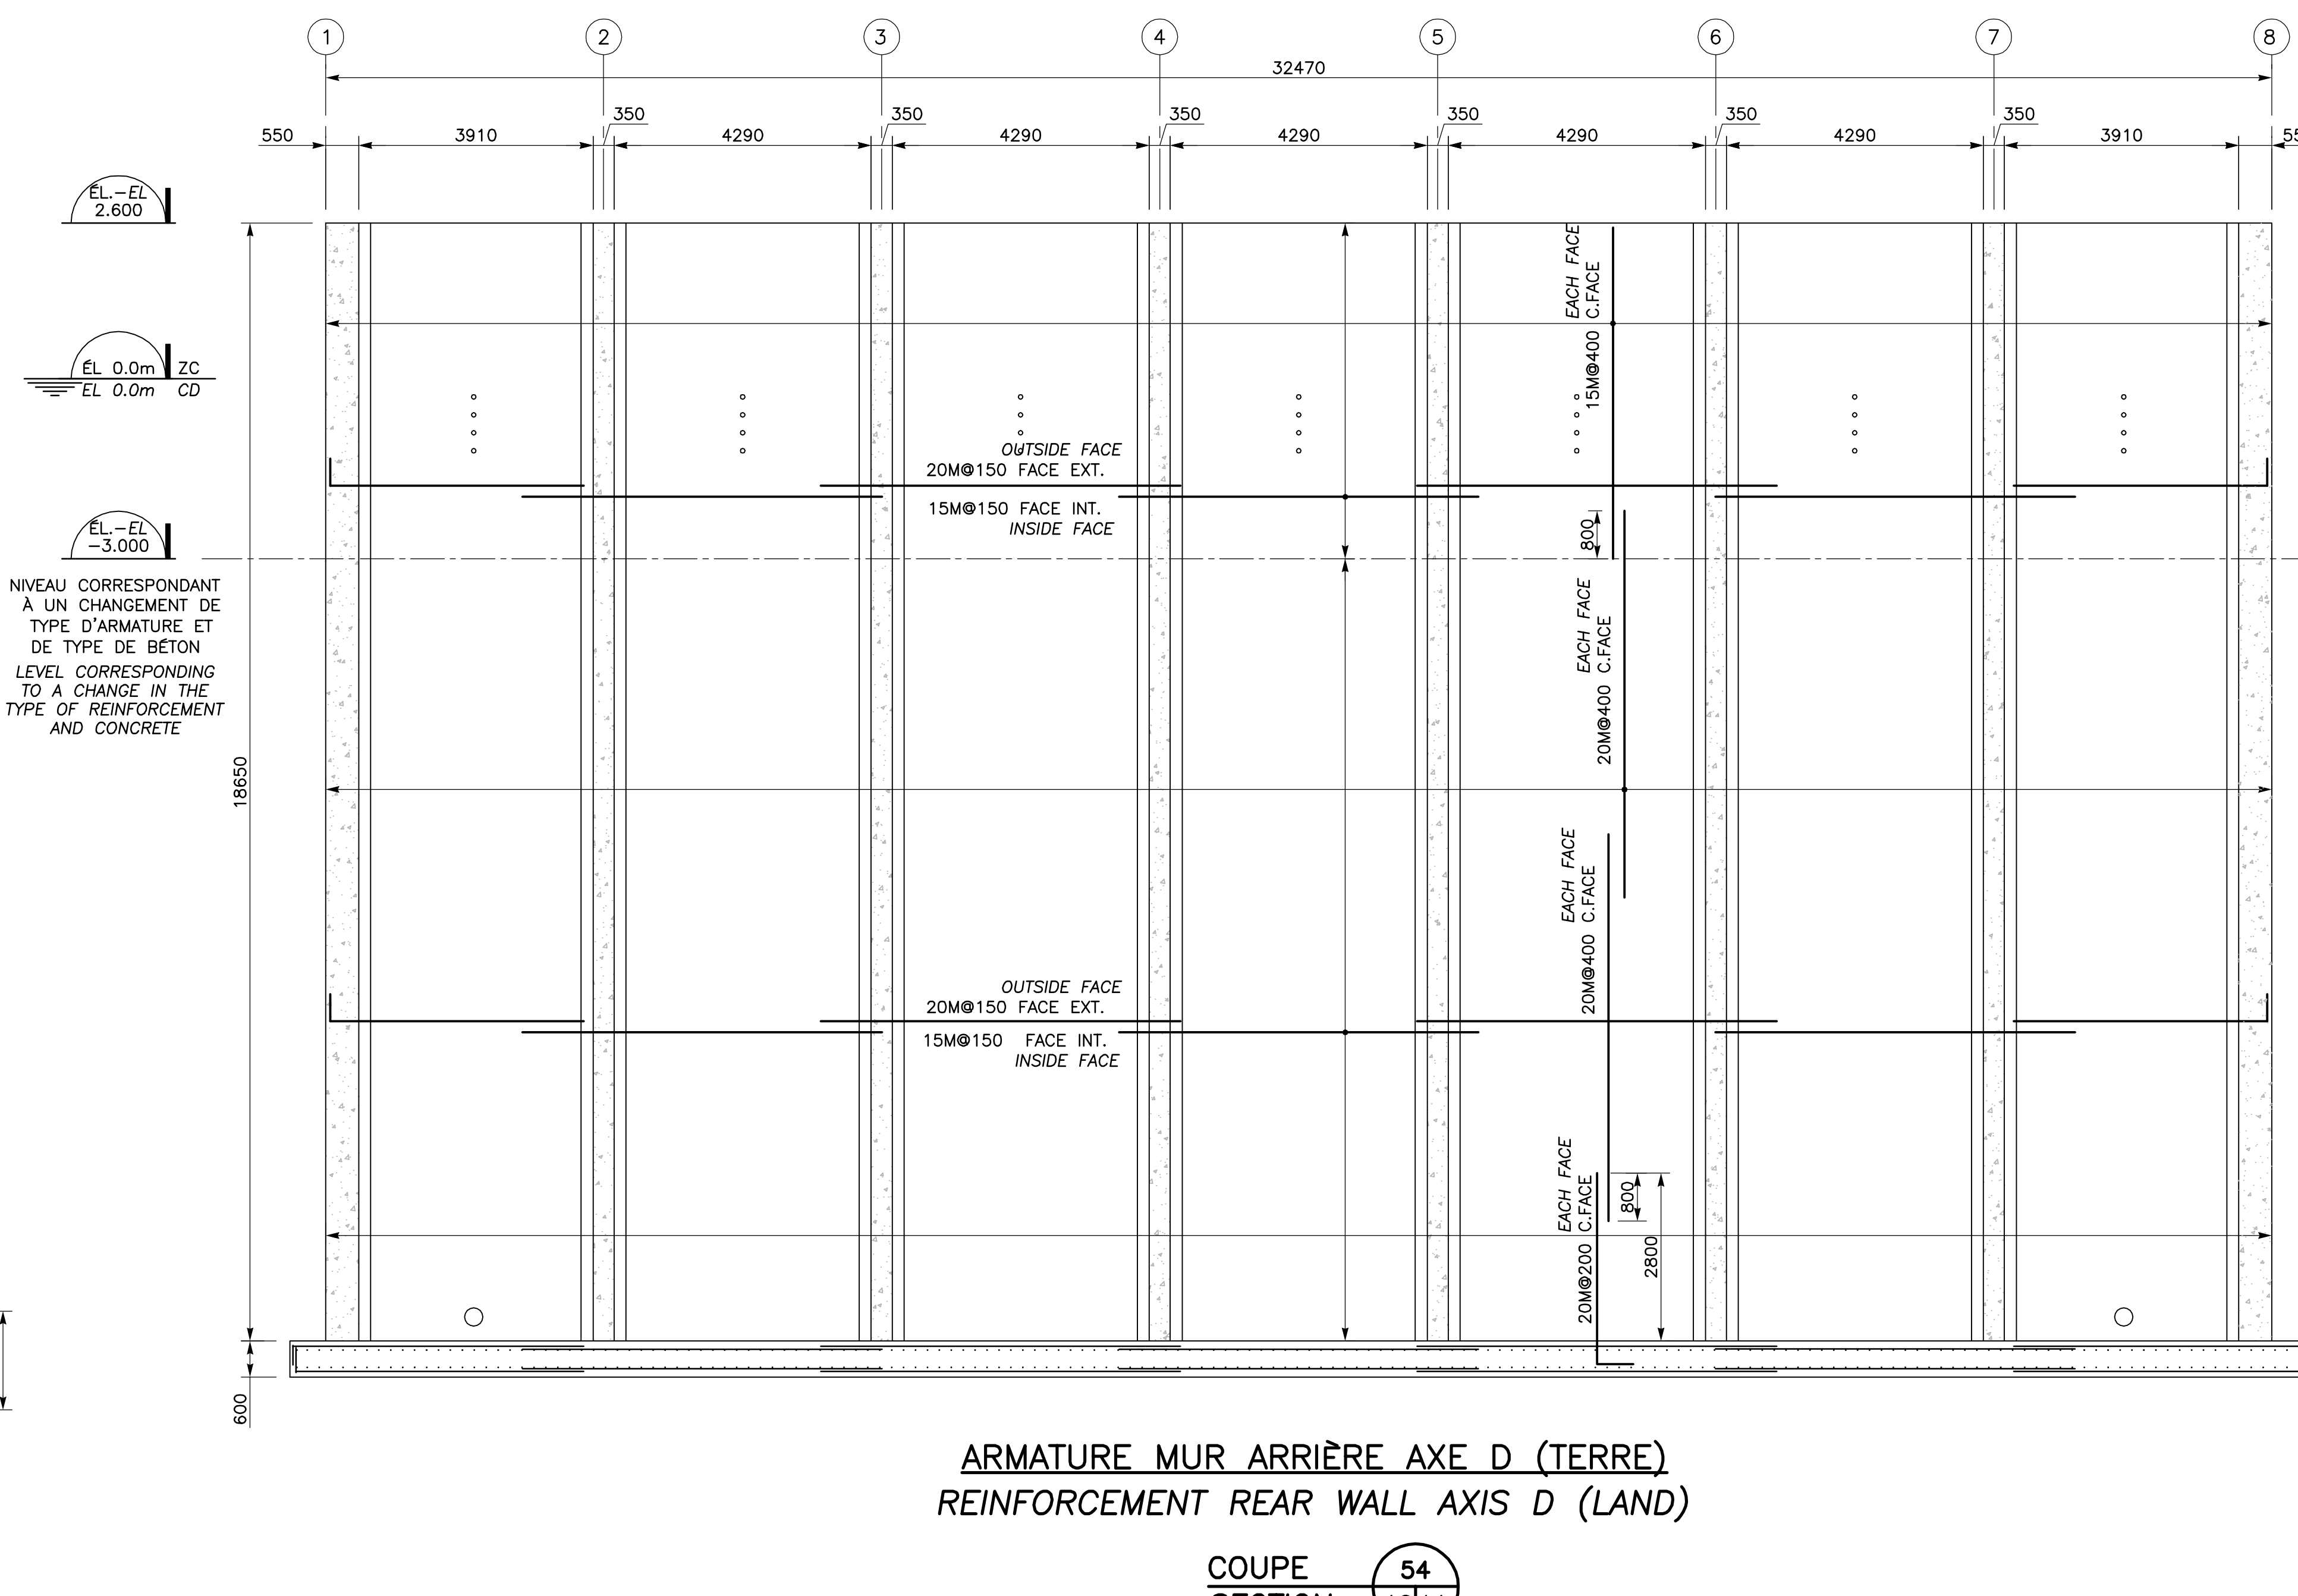 1 2 3 4 5 6 7 8
32470
350 350 350 350 350 350
550 3910 4290 4290 4290 4290 4290 3910
ÉL.-EL
2.600
ÉL 0.0m ZC
EL 0.0m CD
ÉL.-EL
-3.000
NIVEAU CORRESPONDANT
À UN CHANGEMENT DE
TYPE D'ARMATURE ET
DE TYPE DE BÉTON
LEVEL CORRESPONDING
TO A CHANGE IN THE
TYPE OF REINFORCEMENT
AND CONCRETE
18650
600
OUTSIDE FACE
20M@150 FACE EXT.
15M@150 FACE INT.
INSIDE FACE
OUTSIDE FACE
20M@150 FACE EXT.
15M@150 FACE INT.
INSIDE FACE
EACH FACE
15M@400 C.FACE
800
EACH FACE
20M@400 C.FACE
EACH FACE
20M@400 C.FACE
EACH FACE
20M@200 C.FACE
800
2800
ARMATURE MUR ARRIÈRE AXE D (TERRE)
REINFORCEMENT REAR WALL AXIS D (LAND)
COUPE 54